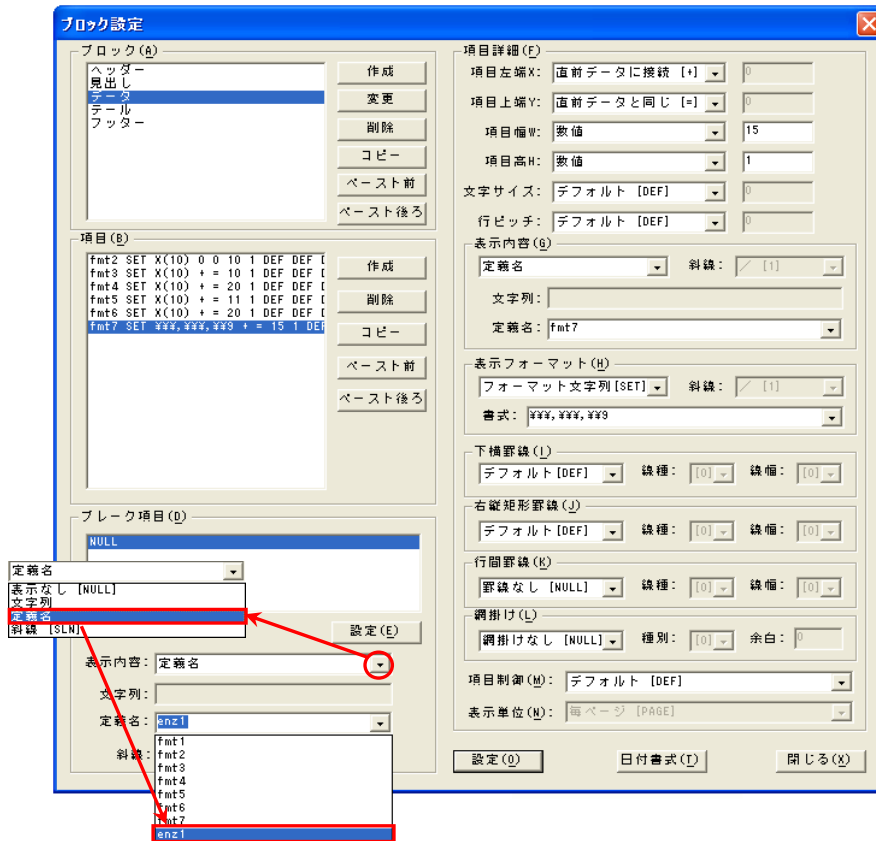 ブロック設定
ブロック(A)
ヘッダー
見出し
データ
テール
フッター
作成
変更
削除
コピー
ペースト前
ペースト後ろ
項目(B)
fmt2 SET X(10) 0 0 10 1 DEF DEF D
fmt3 SET X(10) + = 10 1 DEF DEF D
fmt4 SET X(10) + = 20 1 DEF DEF D
fmt5 SET X(10) + = 11 1 DEF DEF D
fmt6 SET X(10) + = 20 1 DEF DEF D
fmt7 SET ¥¥¥,¥¥¥,¥¥9 + = 15 1 DEF
作成
削除
コピー
ペースト前
ペースト後ろ
ブレーク項目(D)
NULL
定義名
表示なし [NULL]
文字列
定義名
斜線 [SLN]
設定(E)
表示内容: 定義名
文字列:
定義名: enz1
斜線:
fmt1
fmt2
fmt3
fmt4
fmt5
fmt6
fmt7
enz1
項目詳細(F)
項目左端X: 直前データに接続 [+] 0
項目上端Y: 直前データと同じ [=] 0
項目幅W: 数値 15
項目高H: 数値 1
文字サイズ: デフォルト [DEF] 0
行ピッチ: デフォルト [DEF] 0
表示内容(G)
定義名 斜線: ／ [1]
文字列:
定義名: fmt7
表示フォーマット(H)
フォーマット文字列[SET] 斜線: ／ [1]
書式: ¥¥¥,¥¥¥,¥¥9
下横罫線(I)
デフォルト[DEF] 線種: [0] 線幅: [0]
右縦矩形罫線(J)
デフォルト[DEF] 線種: [0] 線幅: [0]
行間罫線(K)
罫線なし [NULL] 線種: [0] 線幅: [0]
網掛け(L)
網掛けなし [NULL] 種別: [0] 余白: 0
項目制御(M): デフォルト [DEF]
表示単位(N): 毎ページ [PAGE]
設定(O)
日付書式(T)
閉じる(X)